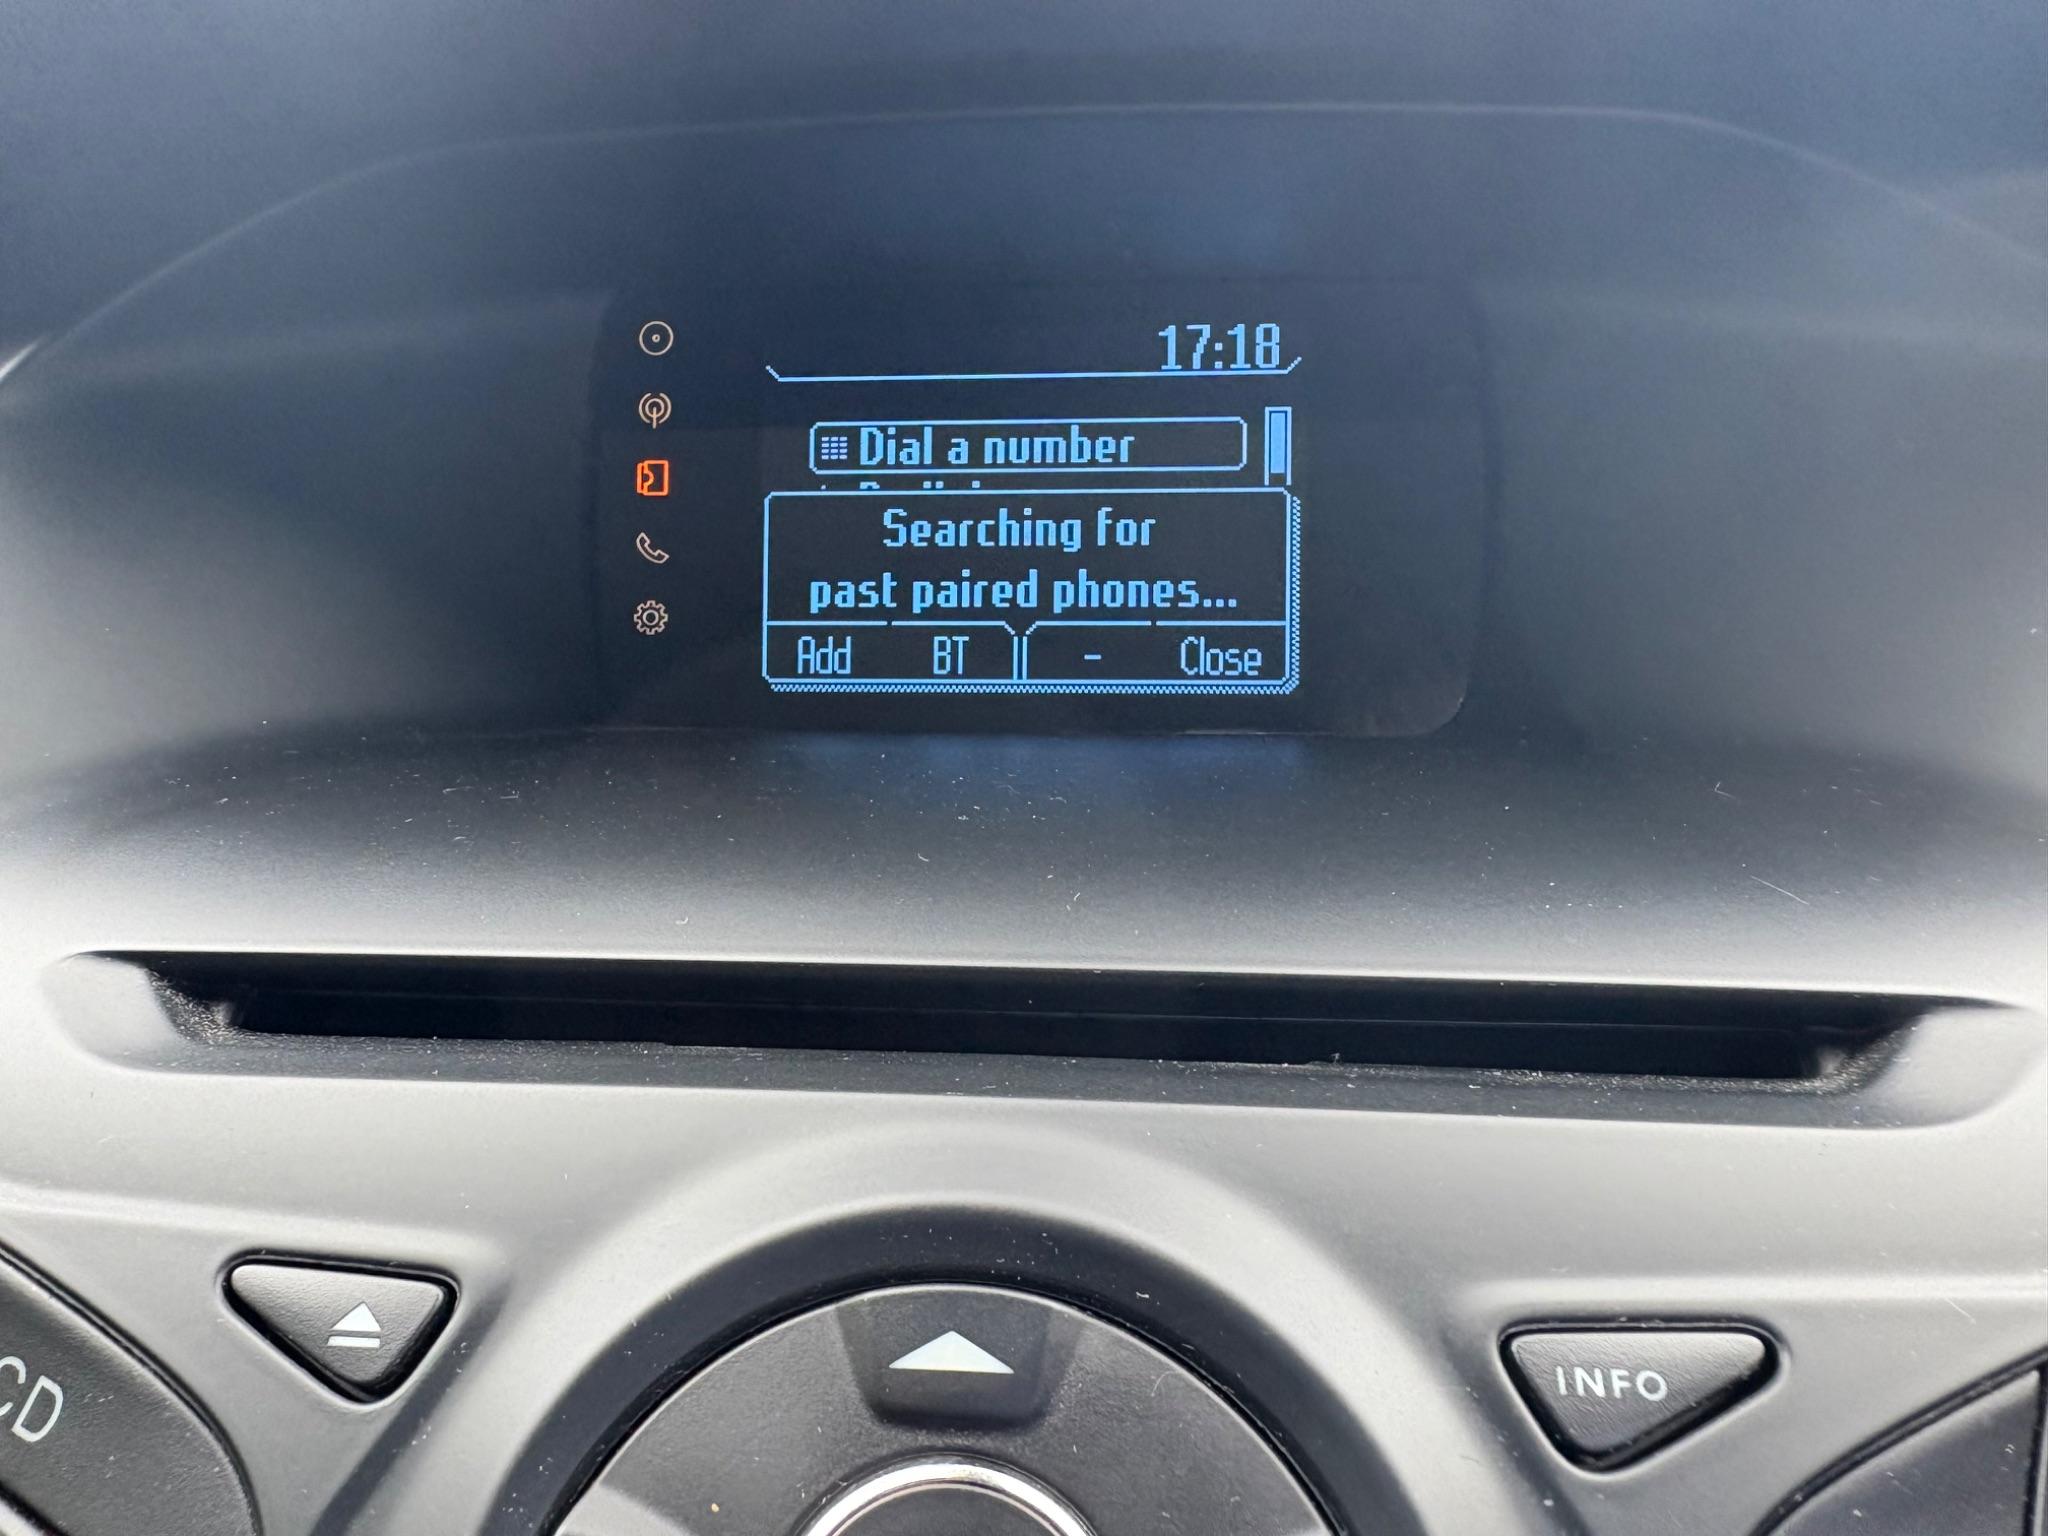 17:18
Dial a number
Searching for
past paired phones...
Add BT - Close
CD
INFO